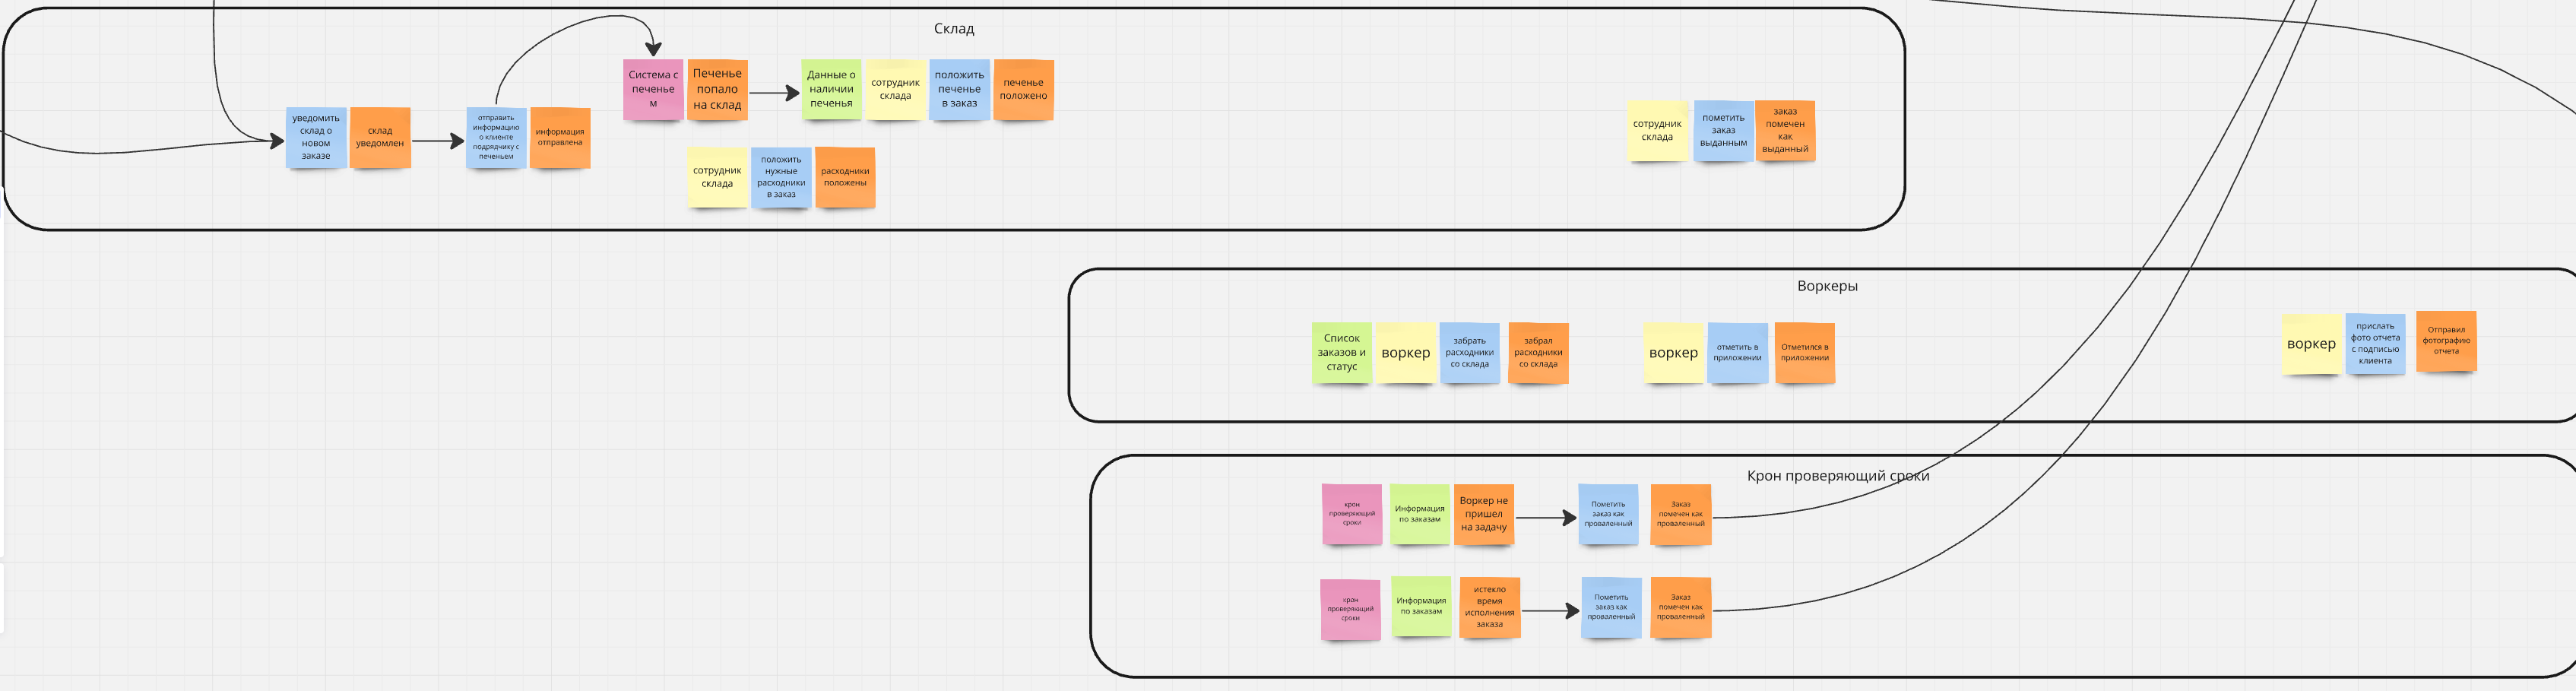 Склад
уведомить
склад о
новом
заказе
склад
уведомлен
отправить
информацию
о клиенте
подрядчику с
печеньем
информация
отправлена
Система с
печенье
м
Печенье
попало
на склад
Данные о
наличии
печенья
сотрудник
склада
положить
печенье
в заказ
печенье
положено
сотрудник
склада
положить
нужные
расходники
в заказ
расходники
положены
сотрудник
склада
пометить
заказ
выданным
заказ
помечен
как
выданный
Воркеры
Список
заказов и
статус
воркер
забрать
расходники
со склада
забрал
расходники
со склада
воркер
отметить в
приложении
Отметился в
приложении
воркер
прислать
фото отчета
с подписью
клиента
Отправил
фотографию
отчета
Крон проверяющий сроки
крон
проверяющий
сроки
Информация
по заказам
Воркер не
пришел
на задачу
Пометить
заказ как
проваленный
Заказ
помечен как
проваленный
крон
проверяющий
сроки
Информация
по заказам
истекло
время
исполнения
заказа
Пометить
заказ как
проваленный
Заказ
помечен как
проваленный